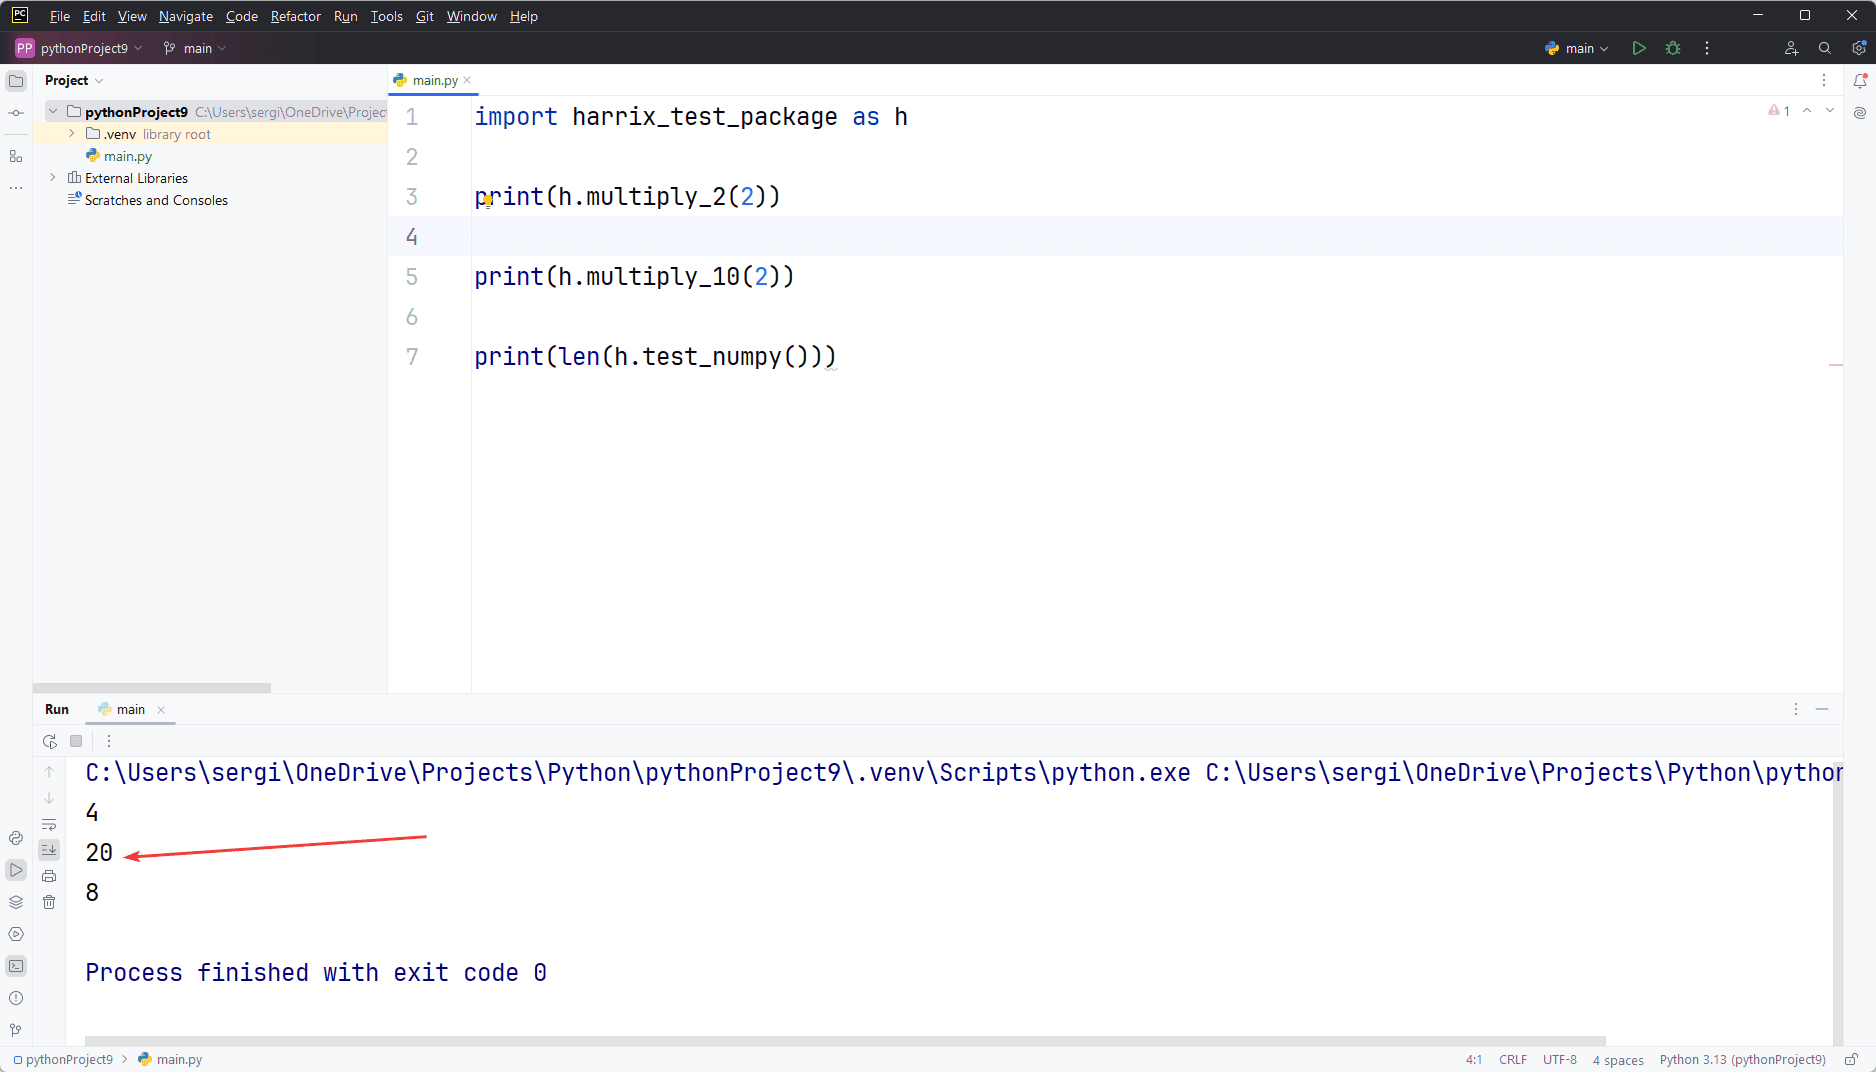 PC File Edit View Navigate Code Refactor Run Tools Git Window Help
PP pythonProject9 main main
Project
pythonProject9 C:\Users\sergi\OneDrive\Projec
.venv library root
main.py
External Libraries
Scratches and Consoles
main.py
1
1 import harrix_test_package as h
2
3 print(h.multiply_2(2))
4
5 print(h.multiply_10(2))
6
7 print(len(h.test_numpy()))
Run main
C:\Users\sergi\OneDrive\Projects\Python\pythonProject9\.venv\Scripts\python.exe C:\Users\sergi\OneDrive\Projects\Python\python
4
20
8
Process finished with exit code 0
pythonProject9 main.py 4:1 CRLF UTF-8 4 spaces Python 3.13 (pythonProject9)